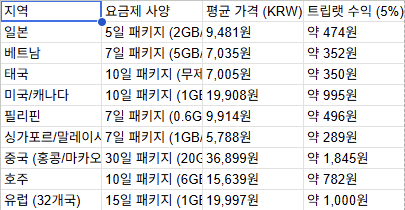 지역 요금제 사양 평균 가격 (KRW) 트립랫 수익 (5%)
일본 5일 패키지 (2GB/ 9,481원 약 474원
베트남 7일 패키지 (5GB/ 7,035원 약 352원
태국 10일 패키지 (무제 7,005원 약 350원
미국/캐나다 10일 패키지 (1GB 19,908원 약 995원
필리핀 7일 패키지 (0.6G 9,914원 약 496원
싱가포르/말레이시 7일 패키지 (1GB/ 5,788원 약 289원
중국 (홍콩/마카오 30일 패키지 (20G 36,899원 약 1,845원
호주 10일 패키지 (6GB 15,639원 약 782원
유럽 (32개국) 15일 패키지 (1GB 19,997원 약 1,000원